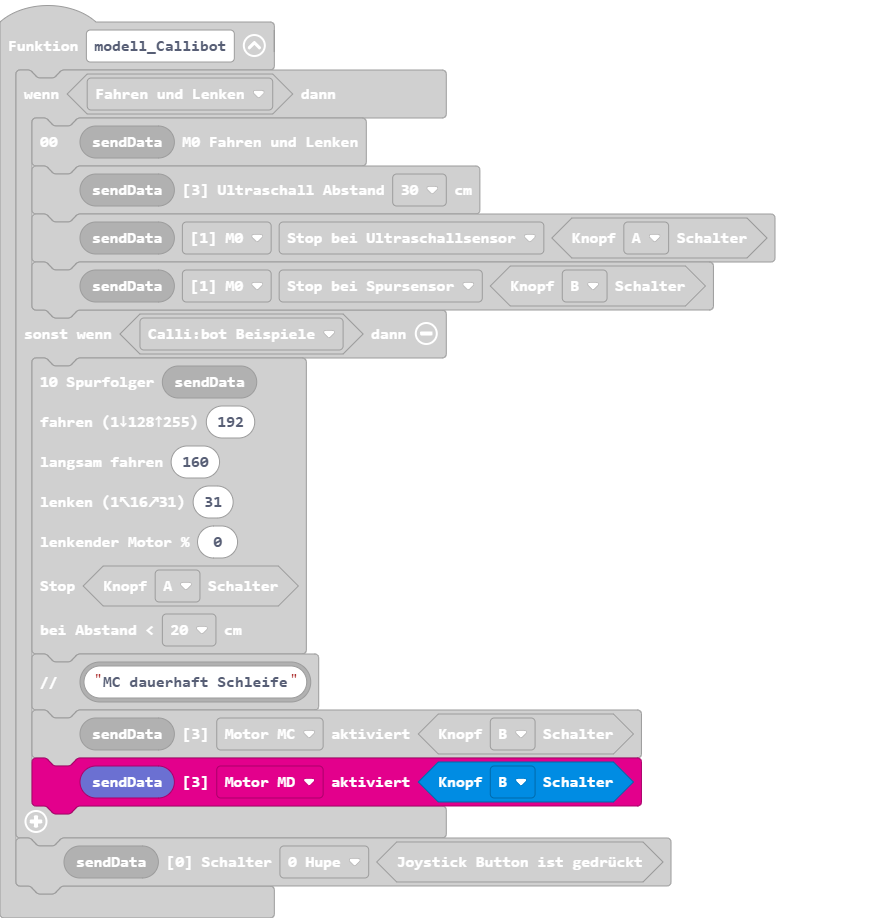 Funktion modell_Callibot
wenn Fahren und Lenken dann
00 sendData M0 Fahren und Lenken
sendData [3] Ultraschall Abstand 30 cm
sendData [1] M0 Stop bei Ultraschallsensor Knopf A Schalter
sendData [1] M0 Stop bei Spursensor Knopf B Schalter
sonst wenn Calli:bot Beispiele dann
10 Spurfolger sendData
fahren (1↓128↑255) 192
langsam fahren 160
lenken (1↖16↗31) 31
lenkender Motor % 0
Stop Knopf A Schalter
bei Abstand < 20 cm
// "MC dauerhaft Schleife"
sendData [3] Motor MC aktiviert Knopf B Schalter
sendData [3] Motor MD aktiviert Knopf B Schalter
sendData [0] Schalter 0 Hupe Joystick Button ist gedrückt